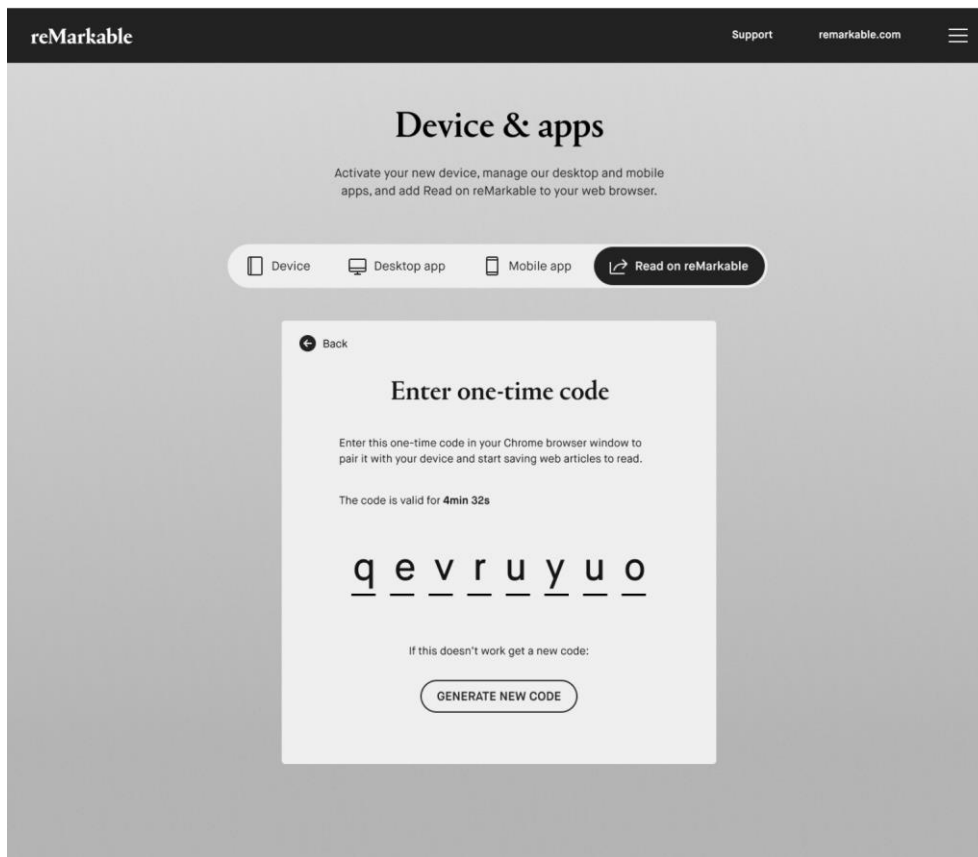 reMarkable
Support
remarkable.com
Device & apps
Activate your new device, manage our desktop and mobile
apps, and add Read on reMarkable to your web browser.
Device
Desktop app
Mobile app
Read on reMarkable
Back
Enter one-time code
Enter this one-time code in your Chrome browser window to
pair it with your device and start saving web articles to read.
The code is valid for 4min 32s
q e v r u y u o
If this doesn't work get a new code:
GENERATE NEW CODE